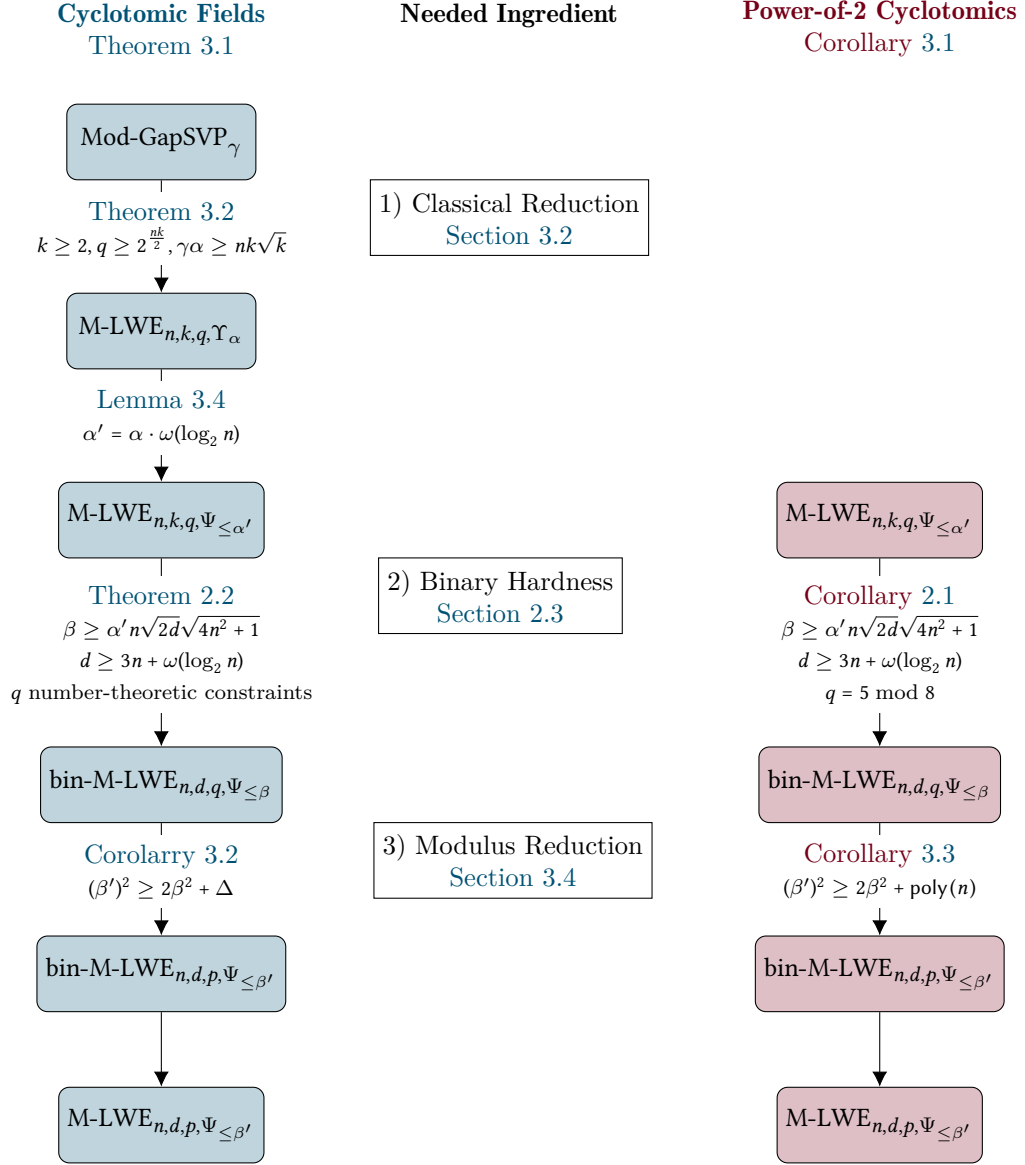 Cyclotomic Fields
Theorem 3.1
Needed Ingredient
Power-of-2 Cyclotomics
Corollary 3.1
Mod-GapSVP_γ
Theorem 3.2
k ≥ 2, q ≥ 2^{nk/2}, γα ≥ nk√k
1) Classical Reduction
Section 3.2
M-LWE_{n,k,q,Υ_α}
Lemma 3.4
α′ = α · ω(log₂ n)
M-LWE_{n,k,q,Ψ_{≤α′}}
M-LWE_{n,k,q,Ψ_{≤α′}}
Theorem 2.2
β ≥ α′n√2d√4n² + 1
d ≥ 3n + ω(log₂ n)
q number-theoretic constraints
2) Binary Hardness
Section 2.3
Corollary 2.1
β ≥ α′n√2d√4n² + 1
d ≥ 3n + ω(log₂ n)
q = 5 mod 8
bin-M-LWE_{n,d,q,Ψ_{≤β}}
bin-M-LWE_{n,d,q,Ψ_{≤β}}
Corolarry 3.2
(β′)² ≥ 2β² + Δ
3) Modulus Reduction
Section 3.4
Corollary 3.3
(β′)² ≥ 2β² + poly(n)
bin-M-LWE_{n,d,p,Ψ_{≤β′}}
bin-M-LWE_{n,d,p,Ψ_{≤β′}}
M-LWE_{n,d,p,Ψ_{≤β′}}
M-LWE_{n,d,p,Ψ_{≤β′}}